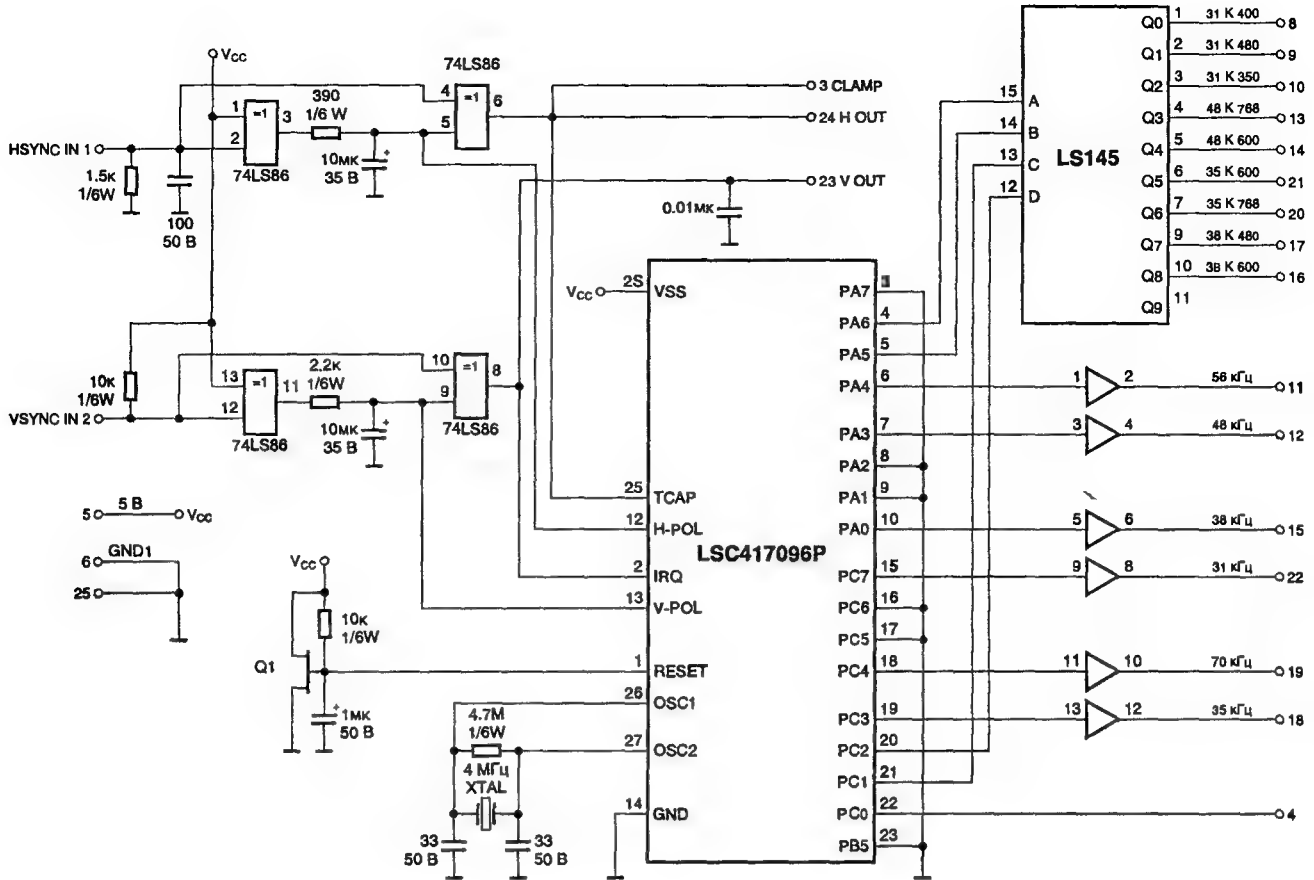 VCC
74LS86
390
1/6 W
=1
1
2
3
4
5
6
=1
74LS86
10мк
35 В
HSYNC IN 1
1.5к
1/6W
100
50 В
3 CLAMP
24 H OUT
23 V OUT
0.01мк
15 A
14 B
13 C
12 D
LS145
Q0 1 31 K 400 8
Q1 2 31 K 480 9
Q2 3 31 K 350 10
Q3 4 48 K 768 13
Q4 5 48 K 600 14
Q5 6 35 K 600 21
Q6 7 35 K 768 20
Q7 9 38 K 480 17
Q8 10 38 K 600 16
Q9 11
10к
1/6W
VSYNC IN 2
13
12
=1
11
74LS86
2.2к
1/6W
10мк
35 В
10
9
=1
8
74LS86
5 5 В VCC
6 GND1
25
VCC
10к
1/6W
Q1
1мк
50 В
4.7М
1/6W
4 МГц
XTAL
33
50 В
33
50 В
VCC 2S VSS
25 TCAP
12 H-POL
2 IRQ
13 V-POL
1 RESET
26 OSC1
27 OSC2
14 GND
LSC417096P
PA7
PA6 4
PA5 5
PA4 6 1 2 56 кГц 11
PA3 7 3 4 48 кГц 12
PA2 8
PA1 9
PA0 10 5 6 38 кГц 15
PC7 15 9 8 31 кГц 22
PC6 16
PC5 17
PC4 18 11 10 70 кГц 19
PC3 19 13 12 35 кГц 18
PC2 20
PC1 21
PC0 22 4
PB5 23